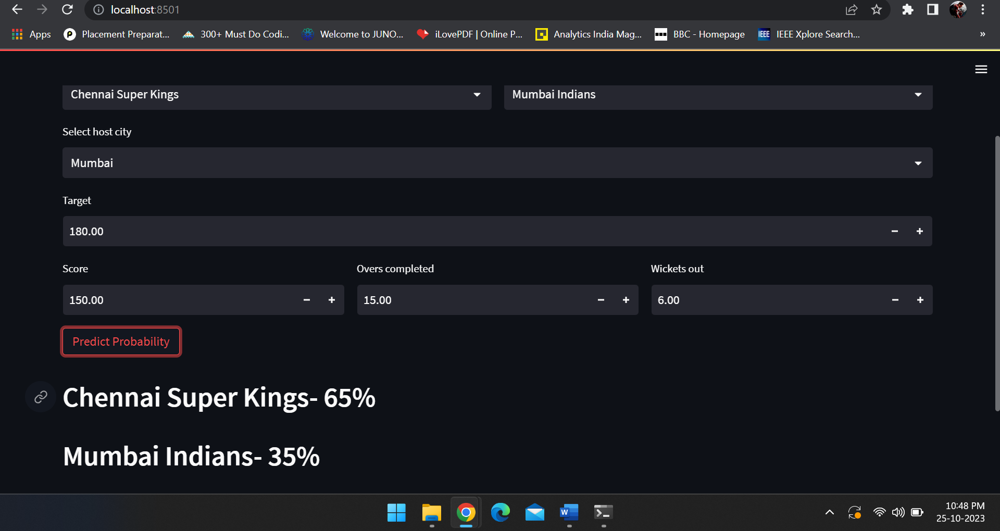 localhost:8501
Apps Placement Preparat... 300+ Must Do Codi... Welcome to JUNO... iLovePDF | Online P... Analytics India Mag... BBC - Homepage IEEE IEEE Xplore Search... »
Chennai Super Kings Mumbai Indians
Select host city
Mumbai
Target
180.00 − +
Score Overs completed Wickets out
150.00 − + 15.00 − + 6.00 − +
Predict Probability
Chennai Super Kings- 65%
Mumbai Indians- 35%
10:48 PM
25-10-2023